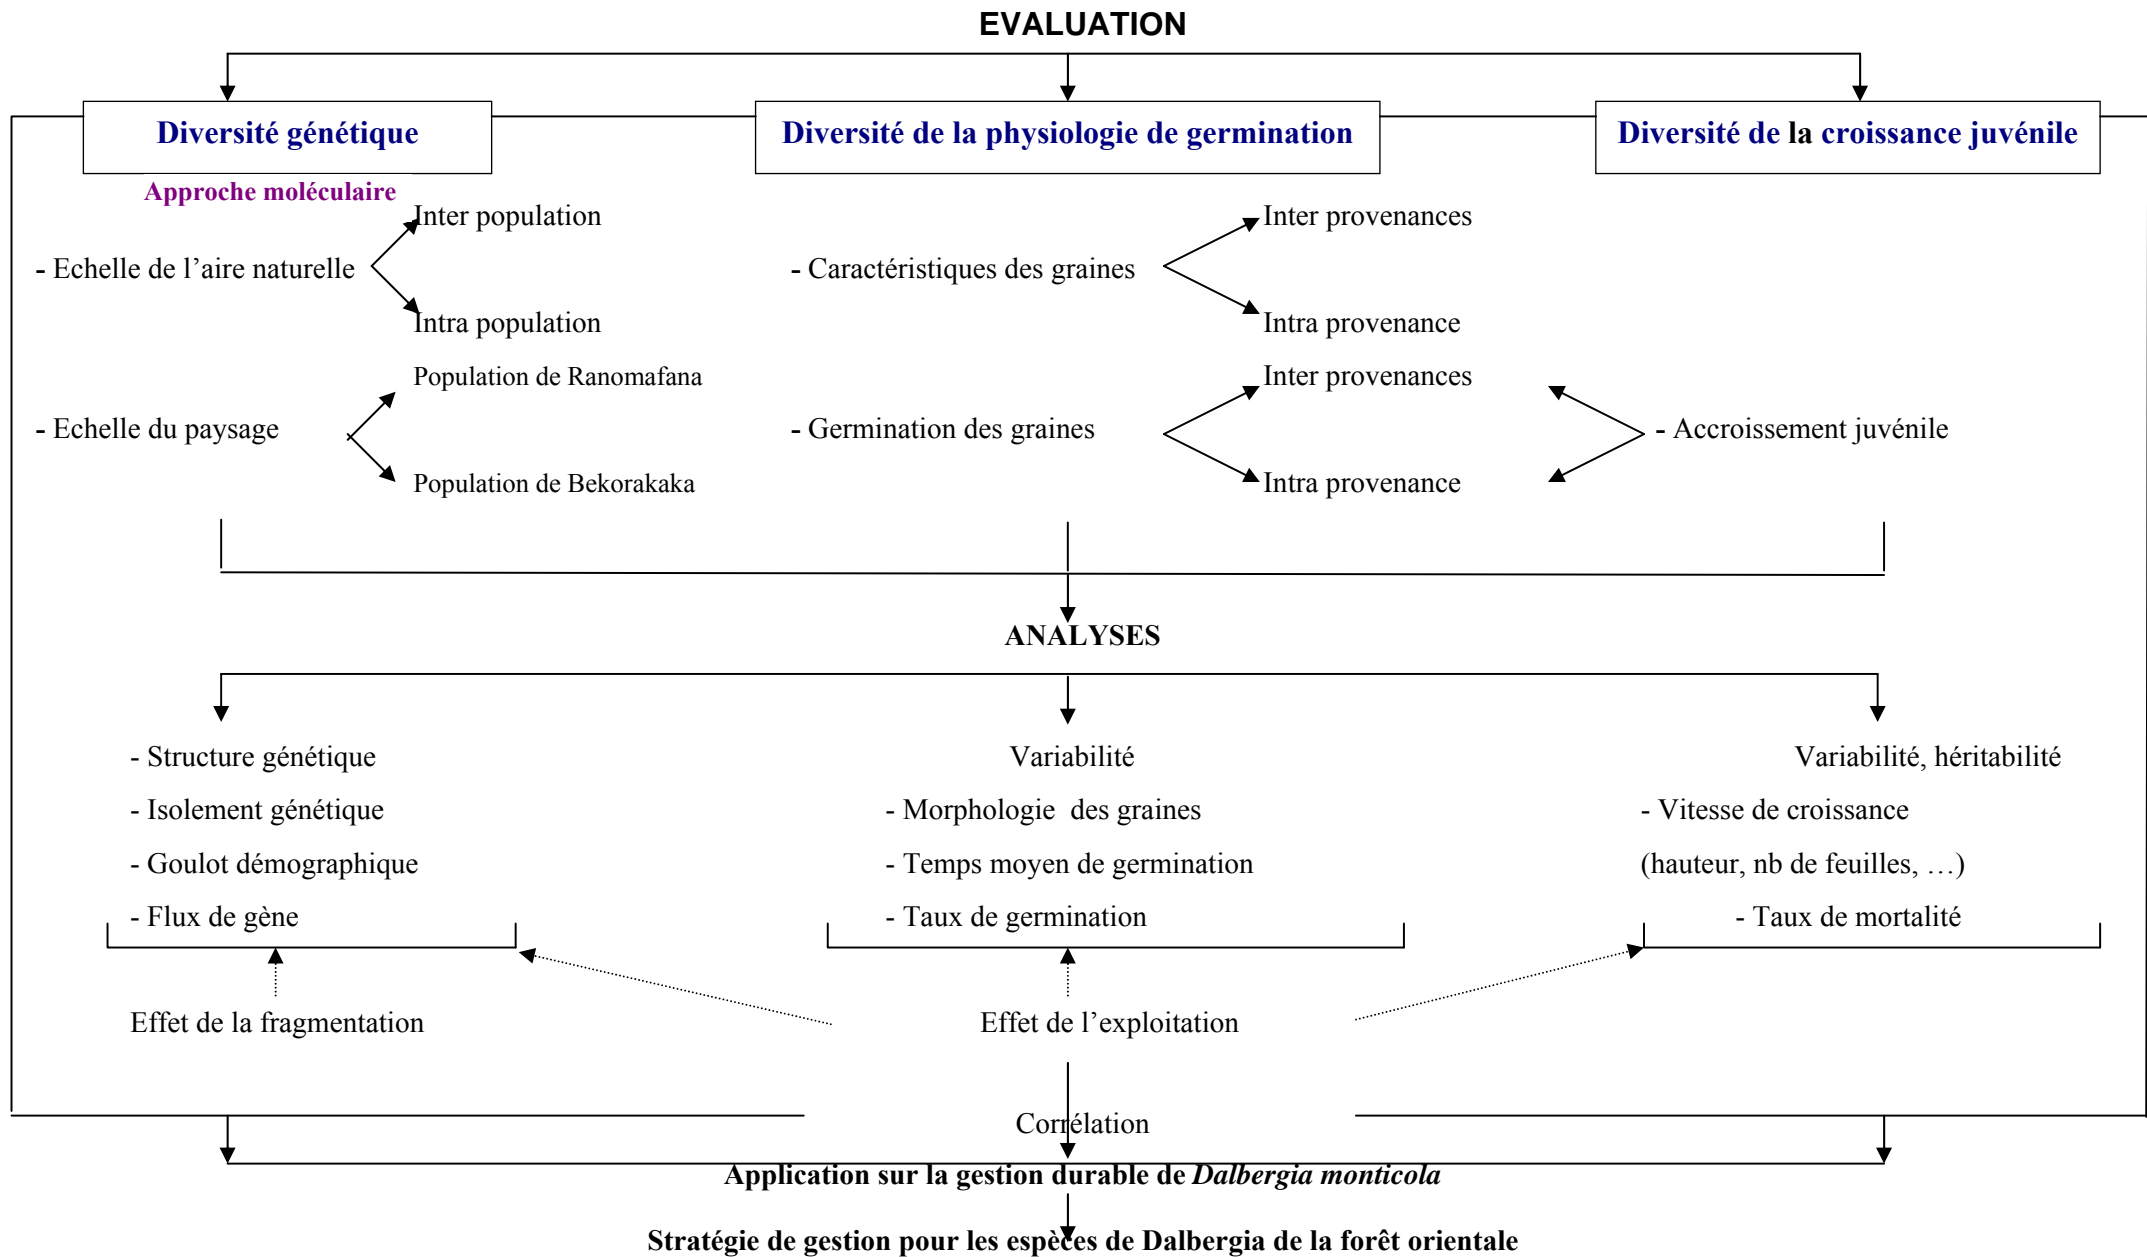 EVALUATION
Diversité génétique
Diversité de la physiologie de germination
Diversité de la croissance juvénile
Approche moléculaire
Inter population
Inter provenances
- Echelle de l’aire naturelle
- Caractéristiques des graines
Intra population
Intra provenance
Population de Ranomafana
Inter provenances
- Echelle du paysage
- Germination des graines
- Accroissement juvénile
Population de Bekorakaka
Intra provenance
ANALYSES
- Structure génétique
- Isolement génétique
- Goulot démographique
- Flux de gène
Variabilité
- Morphologie  des graines
- Temps moyen de germination
- Taux de germination
Variabilité, héritabilité
- Vitesse de croissance
(hauteur, nb de feuilles, …)
- Taux de mortalité
Effet de la fragmentation
Effet de l’exploitation
Corrélation
Application sur la gestion durable de Dalbergia monticola
Stratégie de gestion pour les espèces de Dalbergia de la forêt orientale